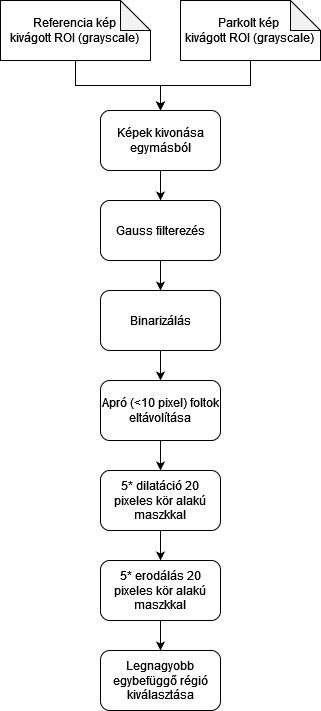 Referencia kép
kivágott ROI (grayscale)
Parkolt kép
kivágott ROI (grayscale)
Képek kivonása
egymásból
Gauss filterezés
Binarizálás
Apró (<10 pixel) foltok
eltávolítása
5* dilatáció 20
pixeles kör alakú
maszkkal
5* erodálás 20
pixeles kör alakú
maszkkal
Legnagyobb
egybefüggő régió
kiválasztása